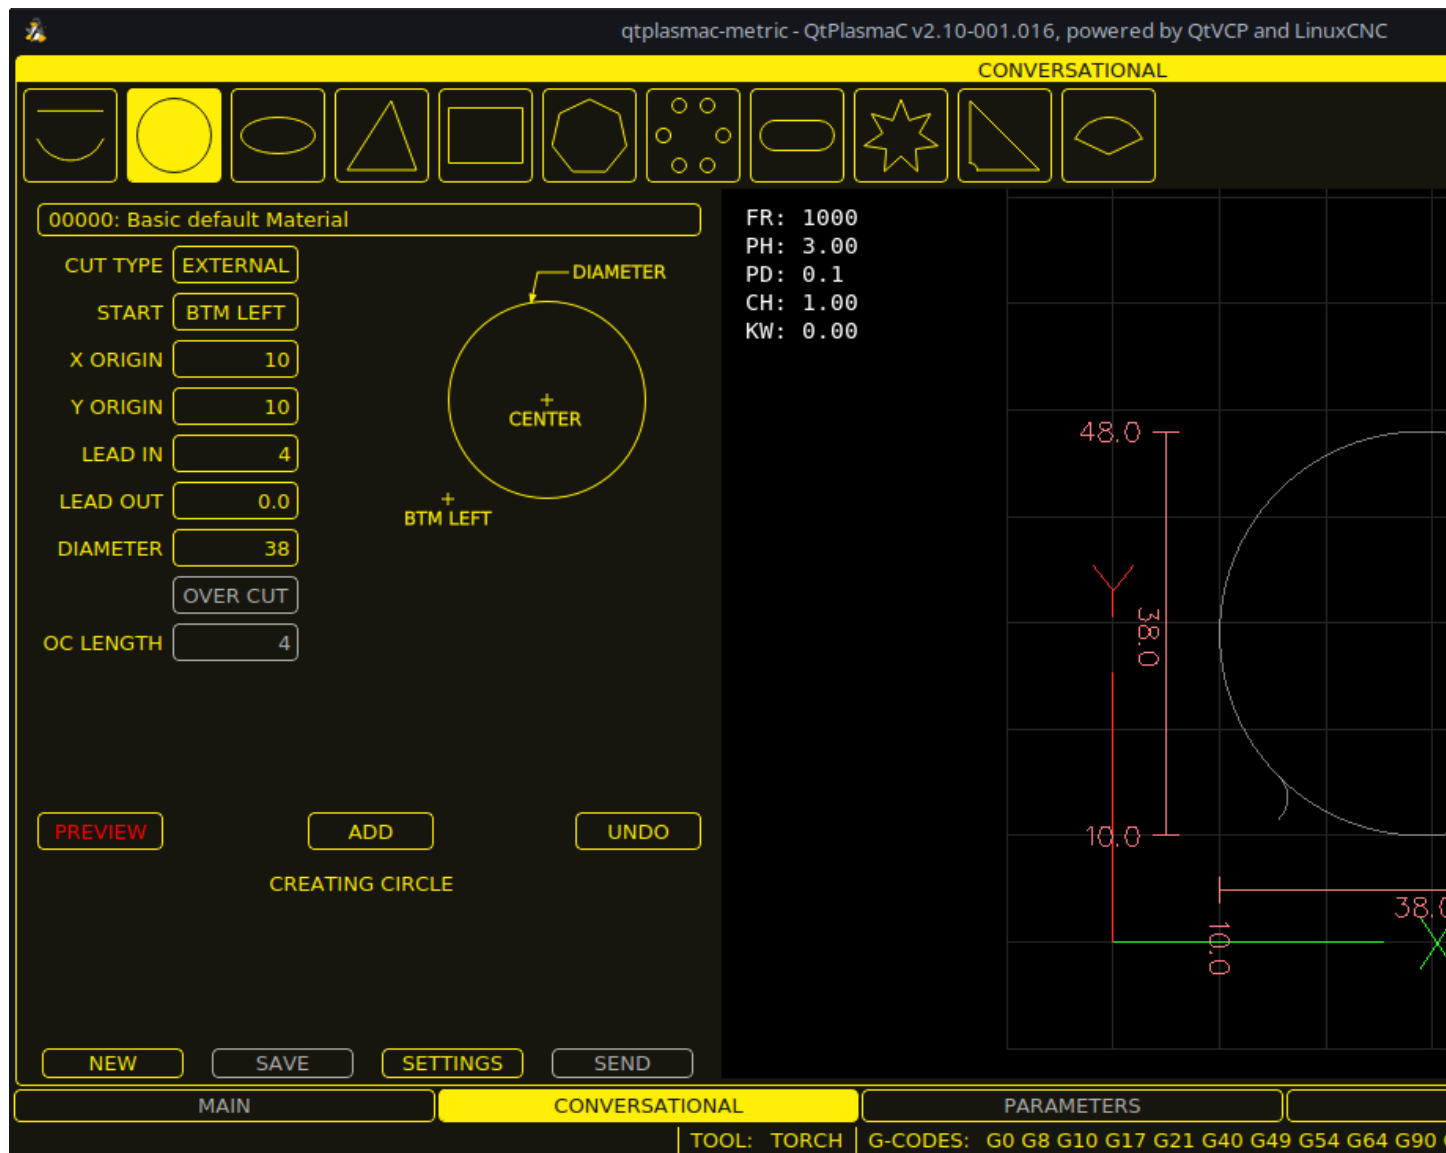 qtplasmac-metric - QtPlasmaC v2.10-001.016, powered by QtVCP and LinuxCNC
CONVERSATIONAL
00000: Basic default Material
CUT TYPE EXTERNAL
START BTM LEFT
X ORIGIN 10
Y ORIGIN 10
LEAD IN 4
LEAD OUT 0.0
DIAMETER 38
OVER CUT
OC LENGTH 4
DIAMETER
CENTER
BTM LEFT
PREVIEW ADD UNDO
CREATING CIRCLE
NEW SAVE SETTINGS SEND
FR: 1000
PH: 3.00
PD: 0.1
CH: 1.00
KW: 0.00
48.0
Y
38.0
10.0
38.0
10.0
X
MAIN CONVERSATIONAL PARAMETERS
TOOL: TORCH G-CODES: G0 G8 G10 G17 G21 G40 G49 G54 G64 G90